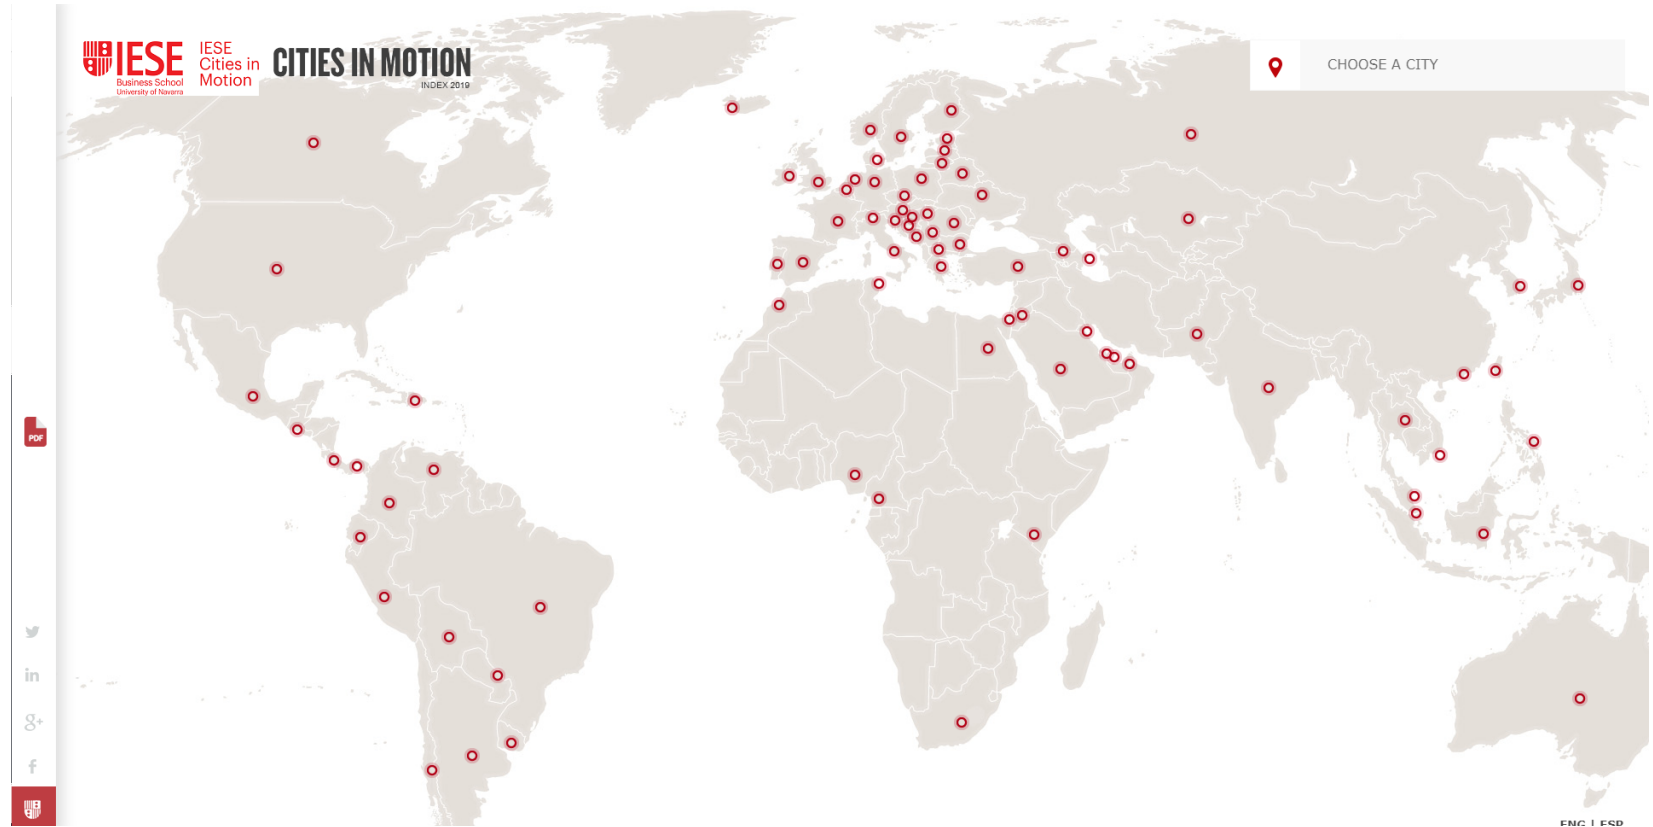 IESE
Business School
University of Navarra
IESE
Cities in
Motion
CITIES IN MOTION
INDEX 2019
CHOOSE A CITY
PDF
in
g+
f
ENG | ESP